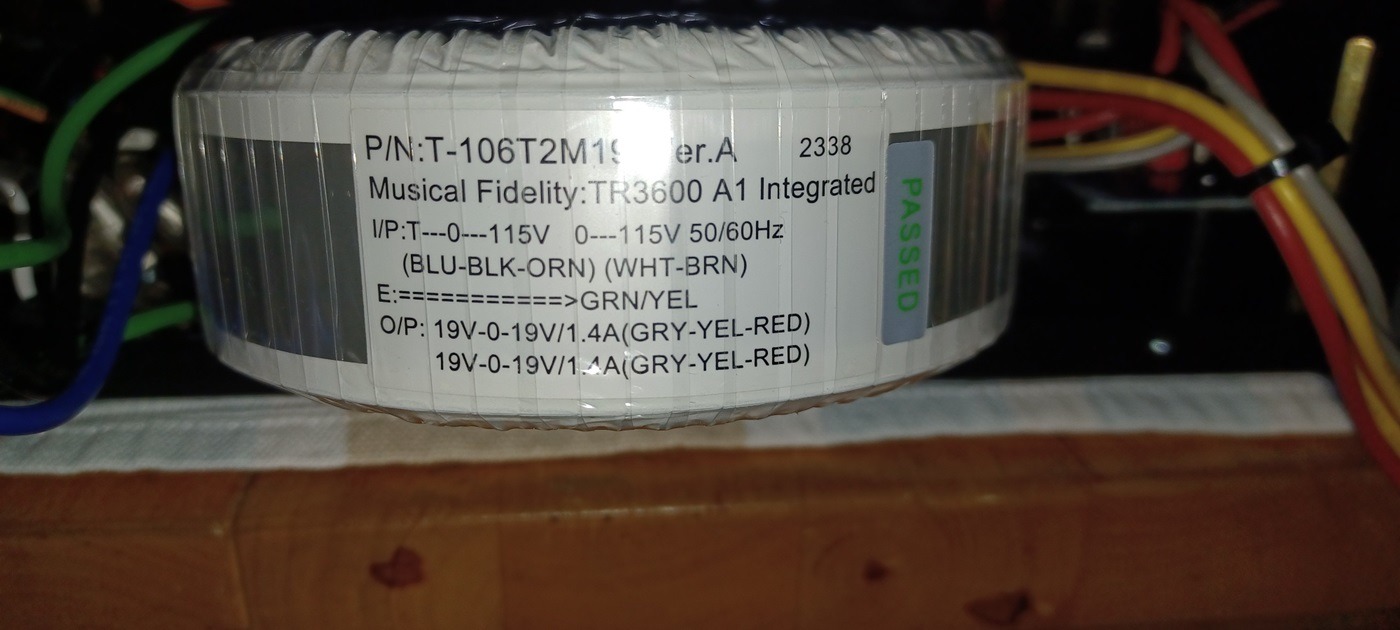 P/N:T-106T2M19 er.A 2338
Musical Fidelity:TR3600 A1 Integrated
I/P:T---0---115V 0---115V 50/60Hz
(BLU-BLK-ORN) (WHT-BRN)
E:===========>GRN/YEL
O/P: 19V-0-19V/1.4A(GRY-YEL-RED)
19V-0-19V/1.4A(GRY-YEL-RED)
PASSED